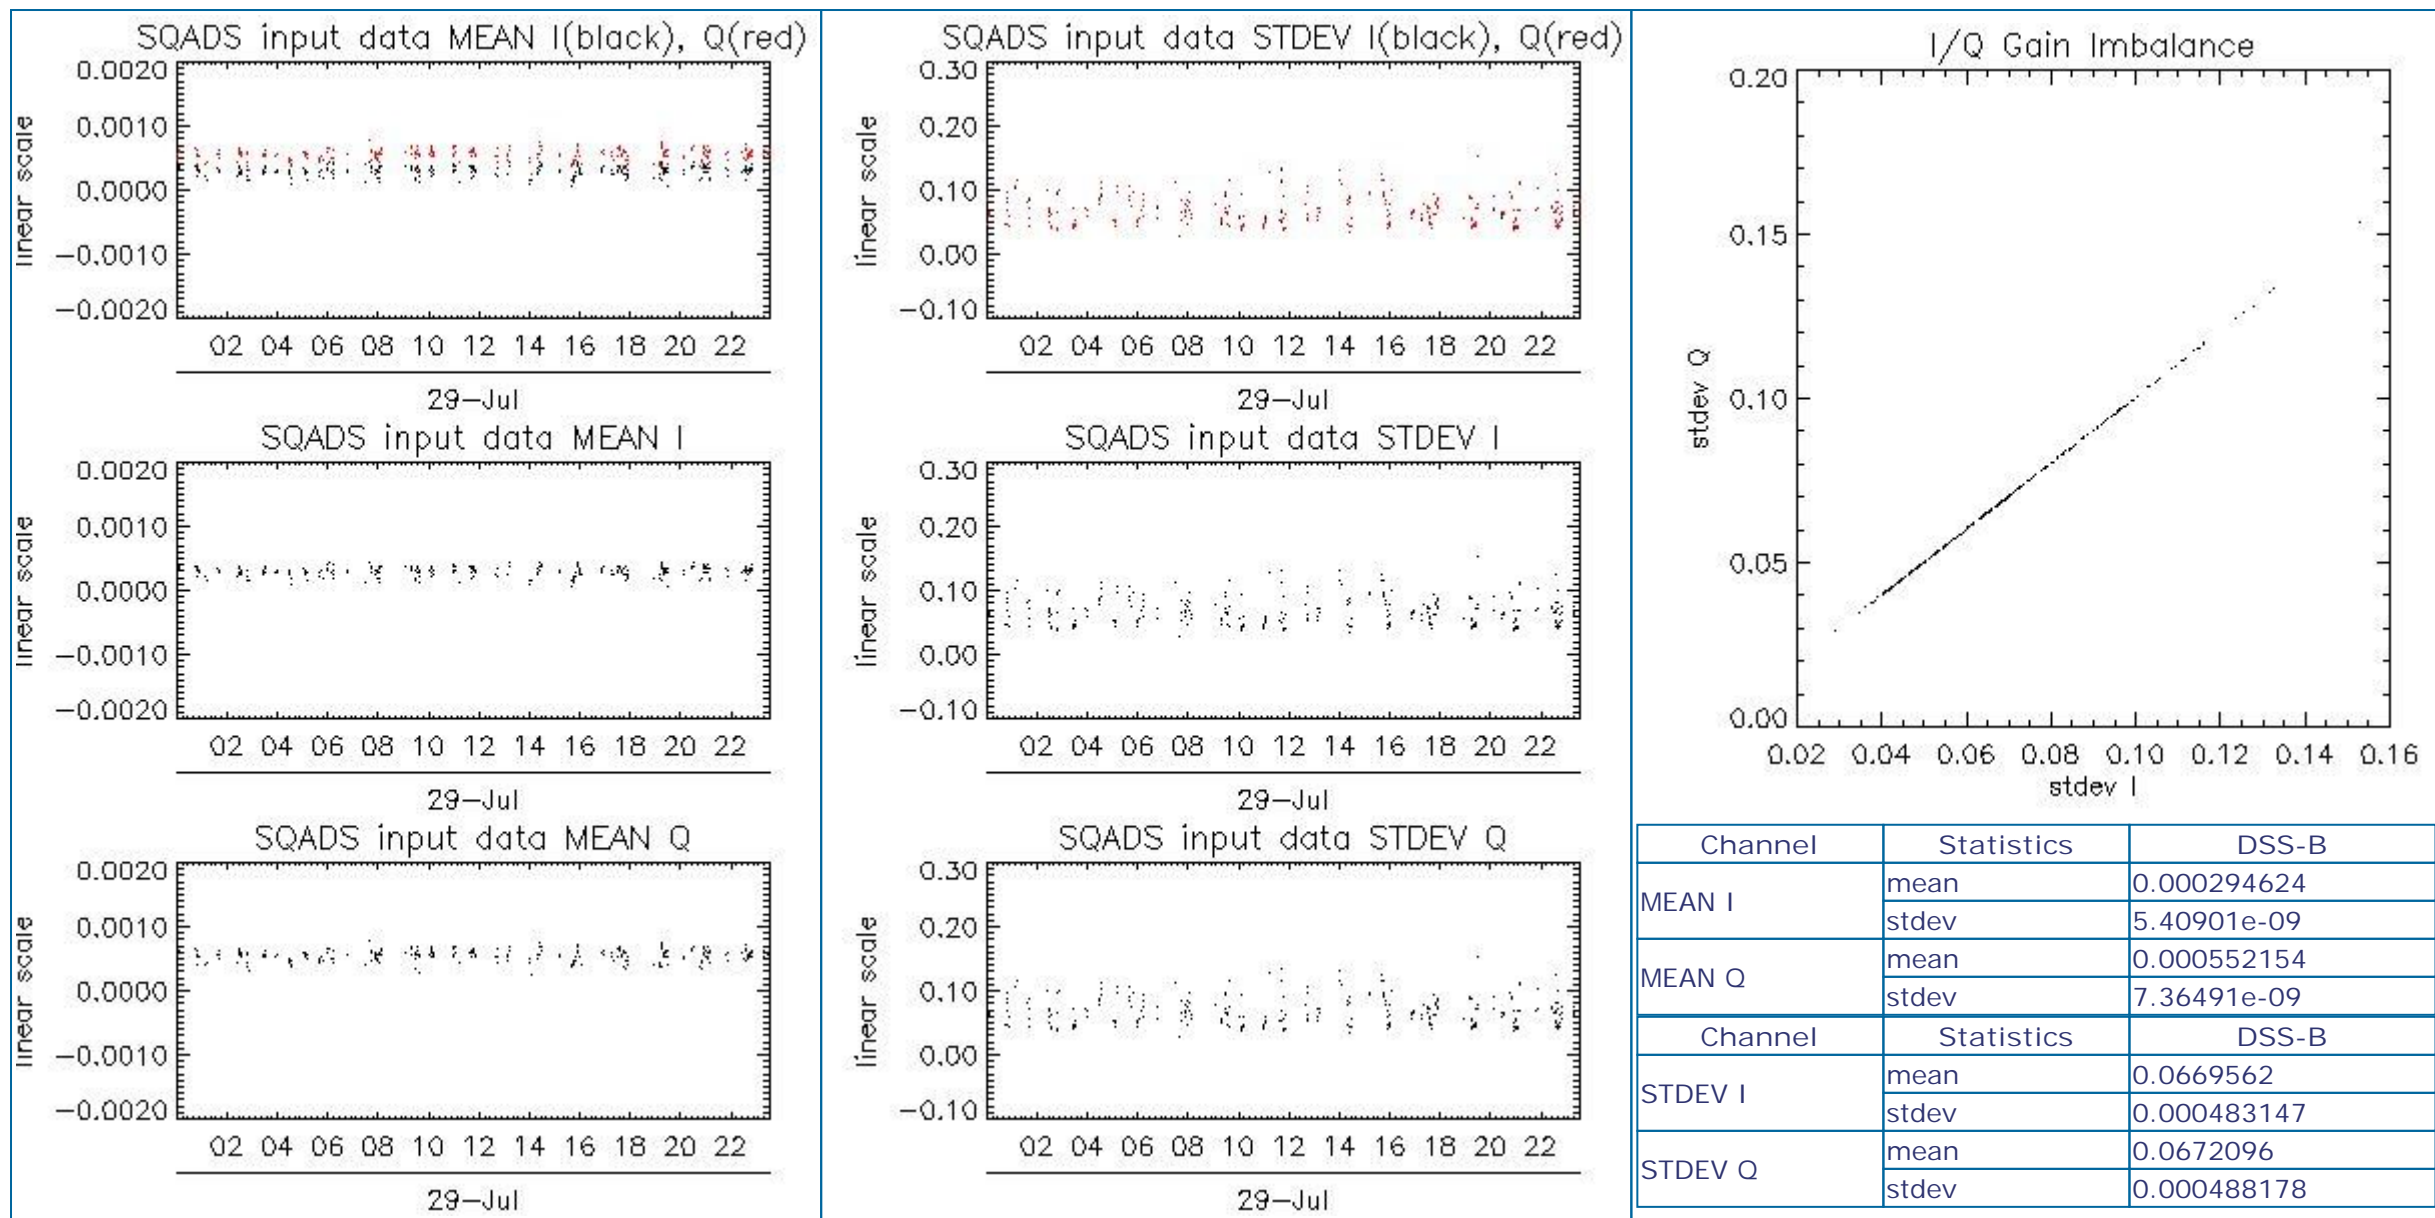 SQADS input data MEAN I(black), Q(red)
linear scale
0.0020
0.0010
0.0000
-0.0010
-0.0020
02 04 06 08 10 12 14 16 18 20 22
29-Jul
SQADS input data MEAN I
linear scale
0.0020
0.0010
0.0000
-0.0010
-0.0020
02 04 06 08 10 12 14 16 18 20 22
29-Jul
SQADS input data MEAN Q
linear scale
0.0020
0.0010
0.0000
-0.0010
-0.0020
02 04 06 08 10 12 14 16 18 20 22
29-Jul
SQADS input data STDEV I(black), Q(red)
linear scale
0.30
0.20
0.10
0.00
-0.10
02 04 06 08 10 12 14 16 18 20 22
29-Jul
SQADS input data STDEV I
linear scale
0.30
0.20
0.10
0.00
-0.10
02 04 06 08 10 12 14 16 18 20 22
29-Jul
SQADS input data STDEV Q
linear scale
0.30
0.20
0.10
0.00
-0.10
02 04 06 08 10 12 14 16 18 20 22
29-Jul
I/Q Gain Imbalance
stdev Q
0.20
0.15
0.10
0.05
0.00
0.02 0.04 0.06 0.08 0.10 0.12 0.14 0.16
stdev I
Channel Statistics DSS-B
MEAN I mean 0.000294624
stdev 5.40901e-09
MEAN Q mean 0.000552154
stdev 7.36491e-09
Channel Statistics DSS-B
STDEV I mean 0.0669562
stdev 0.000483147
STDEV Q mean 0.0672096
stdev 0.000488178